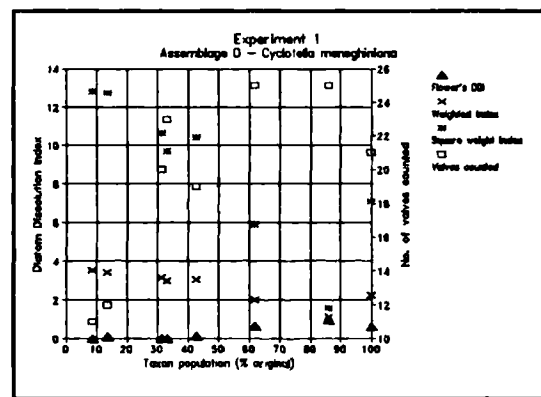 Experiment 1
Assemblage D - Cyclotella meneghiniana
Diatom Dissolution Index
14
12
10
8
6
4
2
0
0 10 20 30 40 50 60 70 80 90 100
Taxon population (% original)
26
24
22
20
18
16
14
12
10
No. of valves counted
Flower's DDI
Weighted Index
Square weight Index
Valves counted